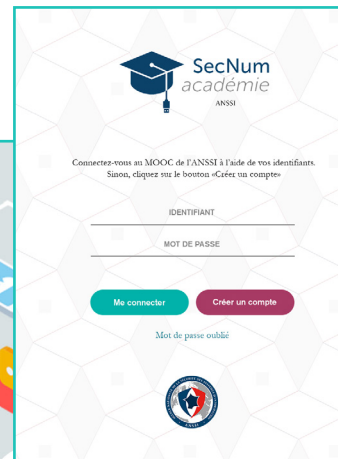 SecNum
académie
ANSSI
Connectez-vous au MOOC de l'ANSSI à l'aide de vos identifiants.
Sinon, cliquez sur le bouton «Créer un compte»
IDENTIFIANT
MOT DE PASSE
Me connecter
Créer un compte
Mot de passe oublié
ANSSI